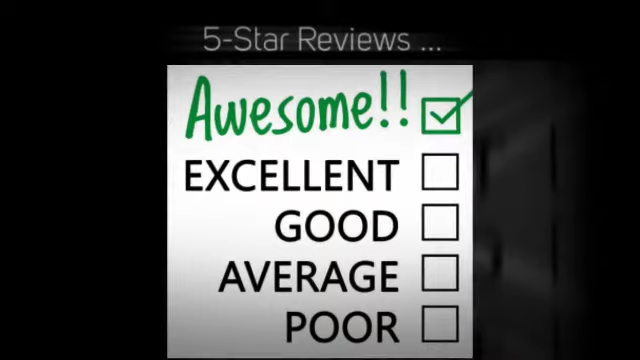 5-Star Reviews ...
Awesome!!
EXCELLENT
GOOD
AVERAGE
POOR